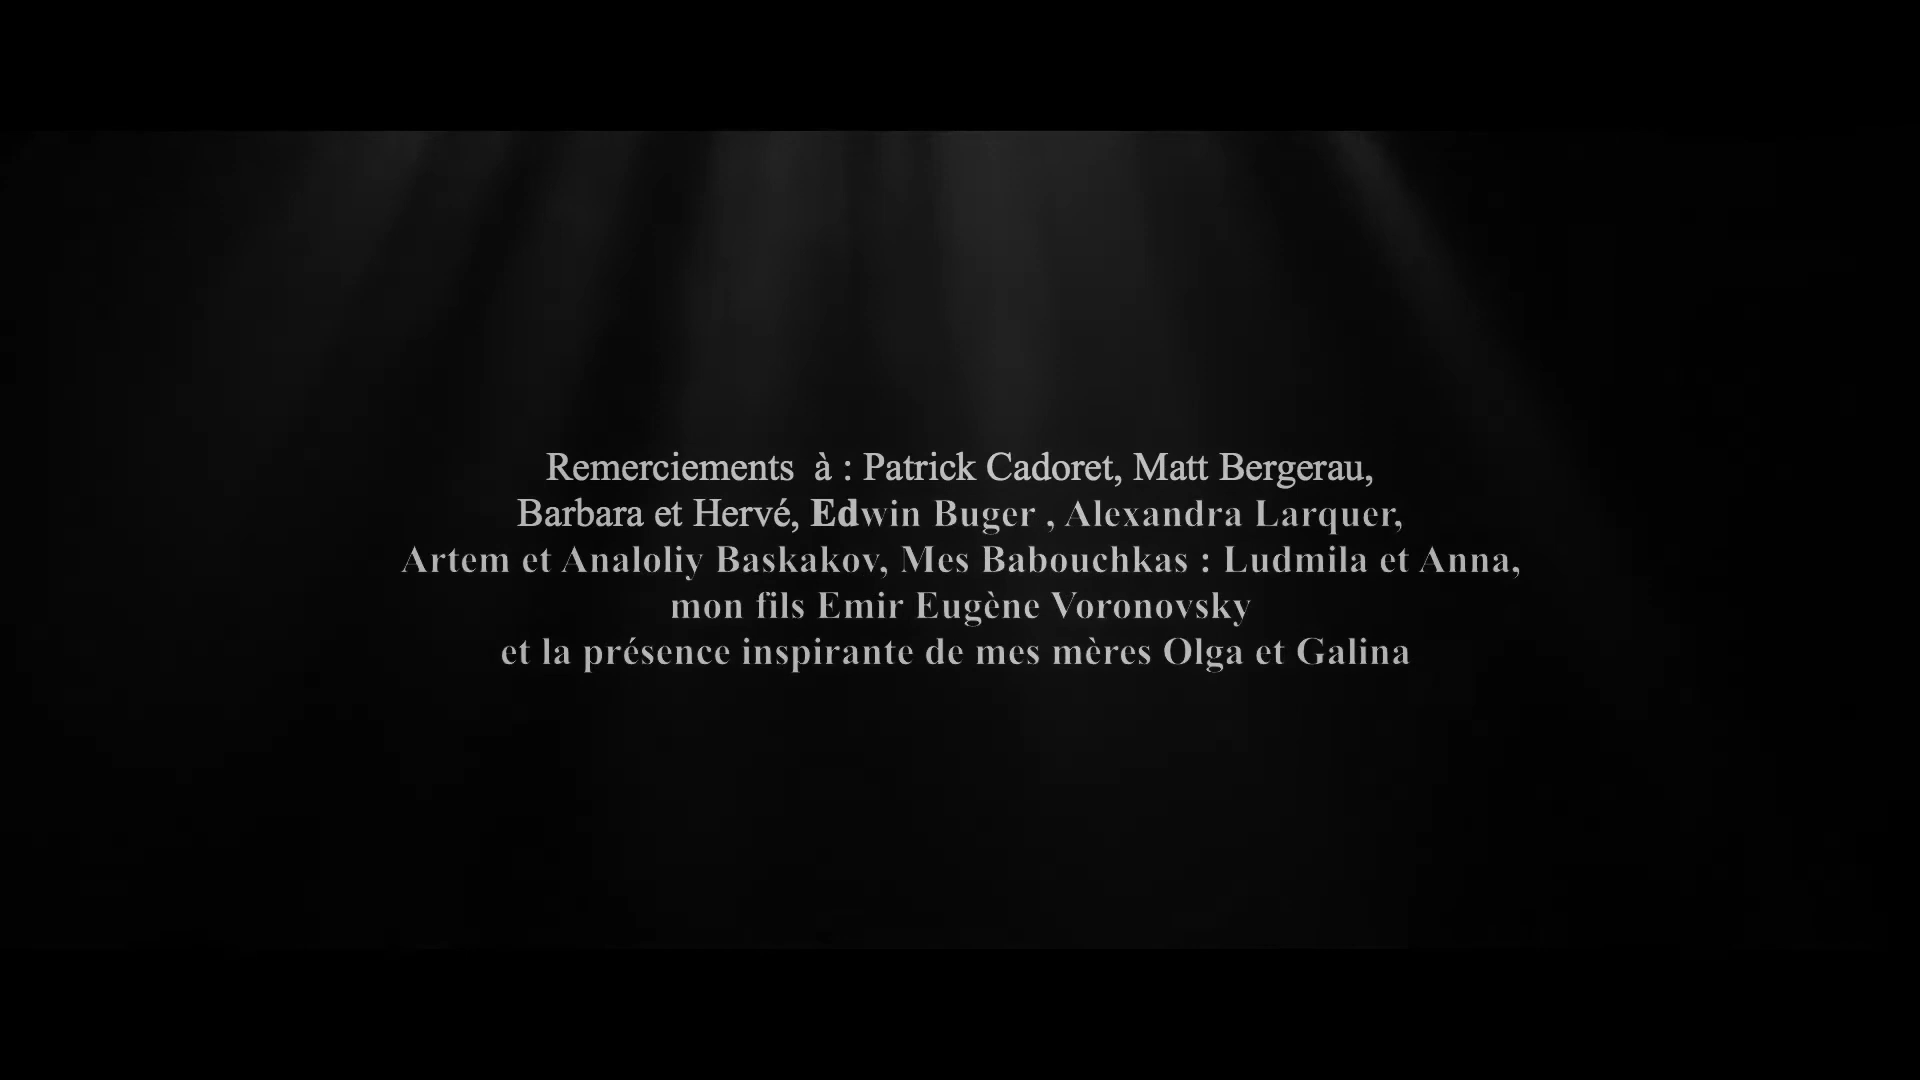 Remerciements  à : Patrick Cadoret, Matt Bergerau,
Barbara et Hervé, Edwin Buger , Alexandra Larquer,
Artem et Analoliy Baskakov, Mes Babouchkas : Ludmila et Anna,
mon fils Emir Eugène Voronovsky
et la présence inspirante de mes mères Olga et Galina